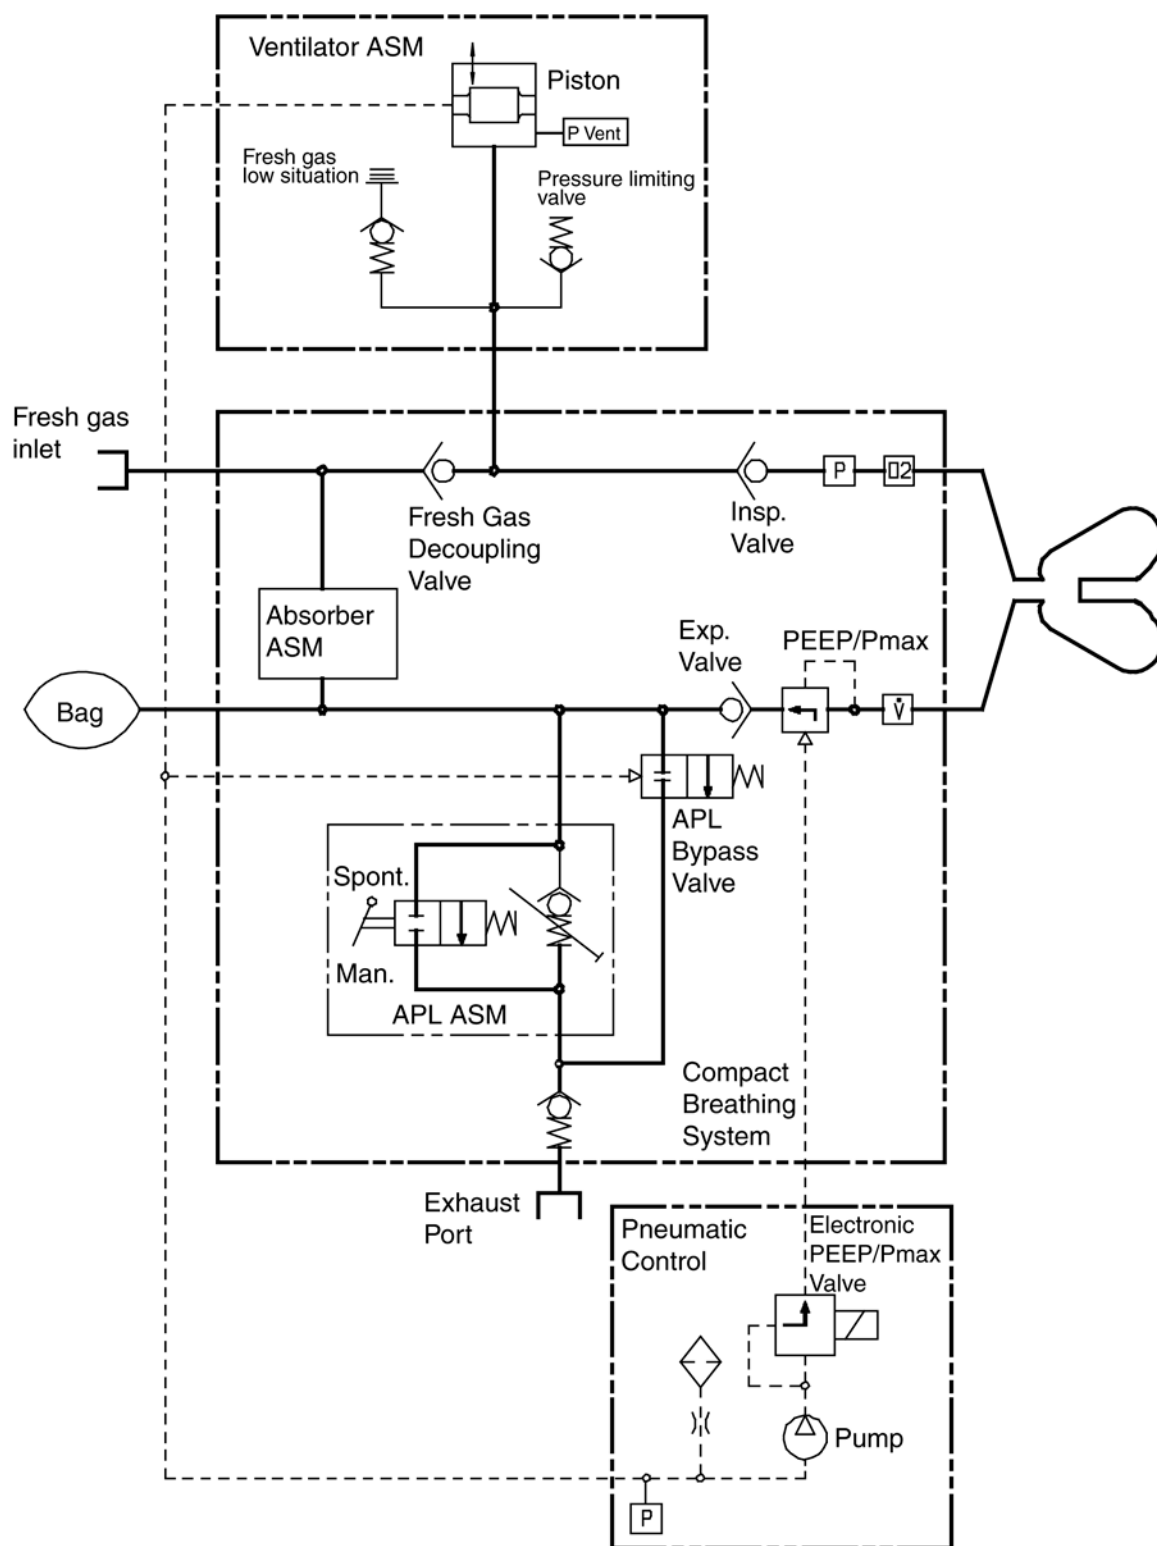 Ventilator ASM
Piston
P Vent
Fresh gas
low situation
Pressure limiting
valve
Fresh gas
inlet
P
O2
Fresh Gas
Decoupling
Valve
Insp.
Valve
Absorber
ASM
Exp.
Valve
PEEP/Pmax
Bag
V̇
APL
Bypass
Valve
Spont.
Man.
APL ASM
Compact
Breathing
System
Exhaust
Port
Pneumatic
Control
Electronic
PEEP/Pmax
Valve
Pump
P